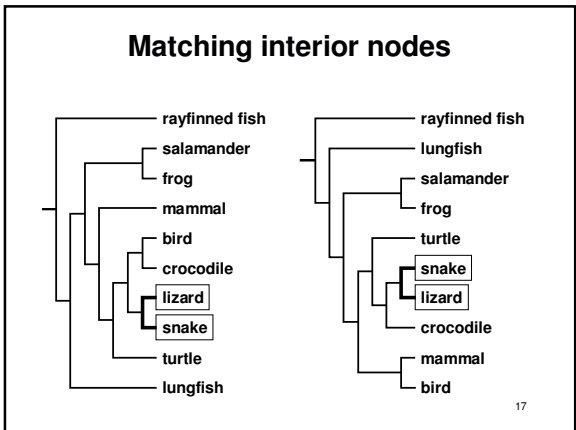 Matching interior nodes
rayfinned fish
salamander
frog
mammal
bird
crocodile
lizard
snake
turtle
lungfish
rayfinned fish
lungfish
salamander
frog
turtle
snake
lizard
crocodile
mammal
bird
17